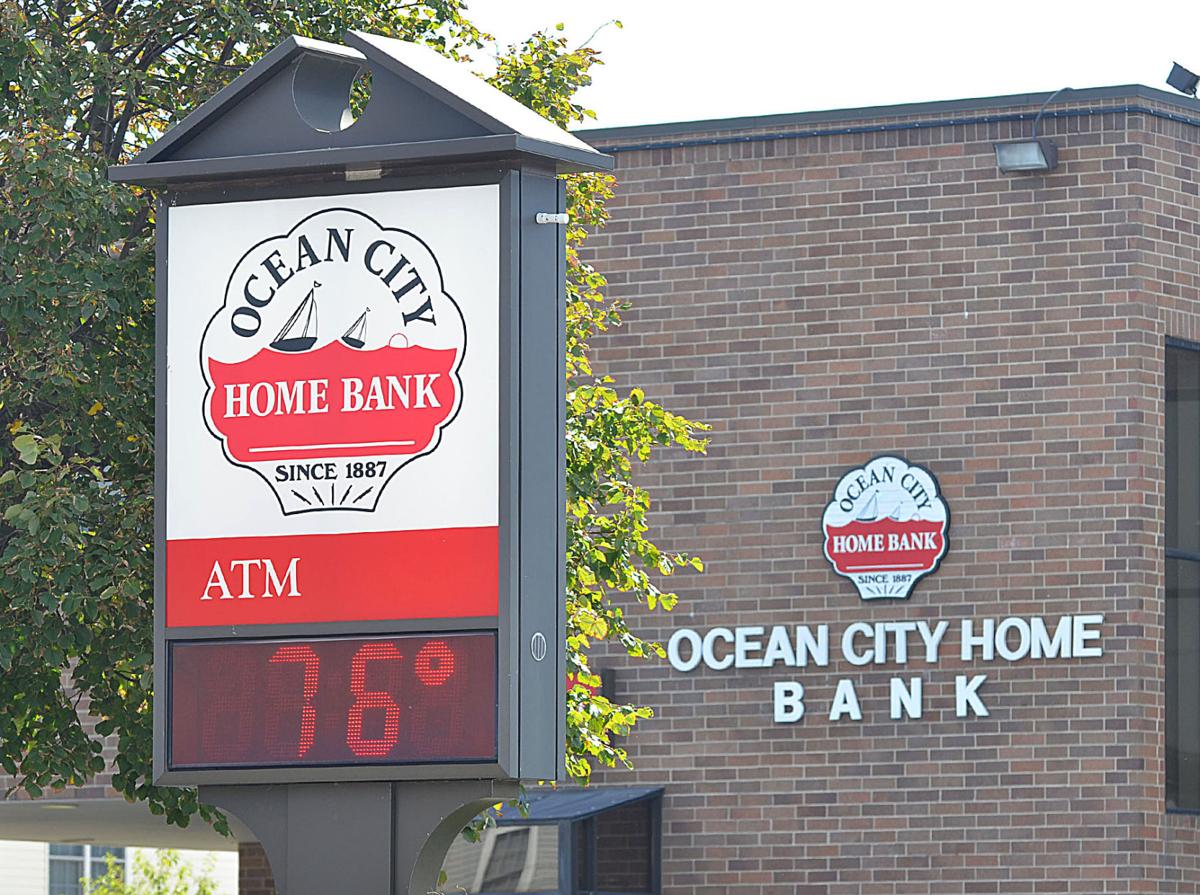 OCEAN CITY
HOME BANK
SINCE 1887
ATM
76°
OCEAN CITY
HOME BANK
SINCE 1887
OCEAN CITY HOME
BANK